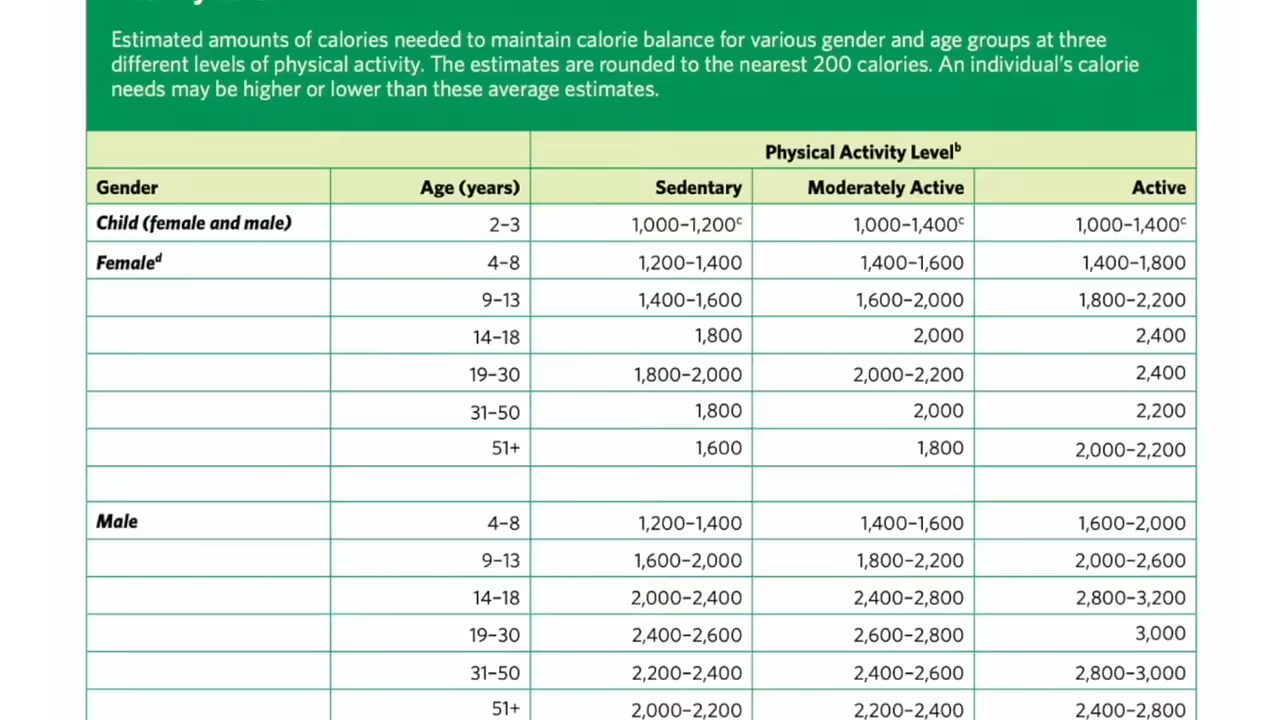 Estimated amounts of calories needed to maintain calorie balance for various gender and age groups at three
different levels of physical activity. The estimates are rounded to the nearest 200 calories. An individual's calorie
needs may be higher or lower than these average estimates.
Physical Activity Levelᵇ
Gender Age (years) Sedentary Moderately Active Active
Child (female and male) 2–3 1,000–1,200ᶜ 1,000–1,400ᶜ 1,000–1,400ᶜ
Femaleᵈ 4–8 1,200–1,400 1,400–1,600 1,400–1,800
9–13 1,400–1,600 1,600–2,000 1,800–2,200
14–18 1,800 2,000 2,400
19–30 1,800–2,000 2,000–2,200 2,400
31–50 1,800 2,000 2,200
51+ 1,600 1,800 2,000–2,200
Male 4–8 1,200–1,400 1,400–1,600 1,600–2,000
9–13 1,600–2,000 1,800–2,200 2,000–2,600
14–18 2,000–2,400 2,400–2,800 2,800–3,200
19–30 2,400–2,600 2,600–2,800 3,000
31–50 2,200–2,400 2,400–2,600 2,800–3,000
51+ 2,000–2,200 2,200–2,400 2,400–2,800